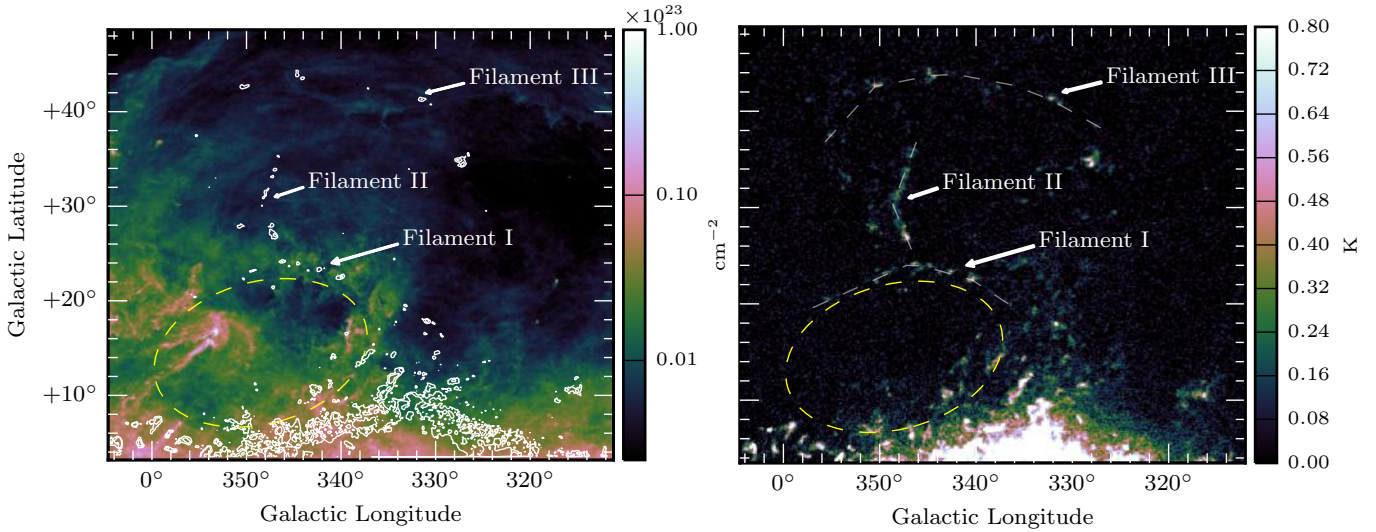 ×10²³
1.00
0.10
0.01
cm⁻²
Filament III
Filament II
Filament I
+40°
+30°
+20°
+10°
Galactic Latitude
0°
350°
340°
330°
320°
Galactic Longitude
Filament III
Filament II
Filament I
0°
350°
340°
330°
320°
Galactic Longitude
0.80
0.72
0.64
0.56
0.48
0.40
0.32
0.24
0.16
0.08
0.00
K